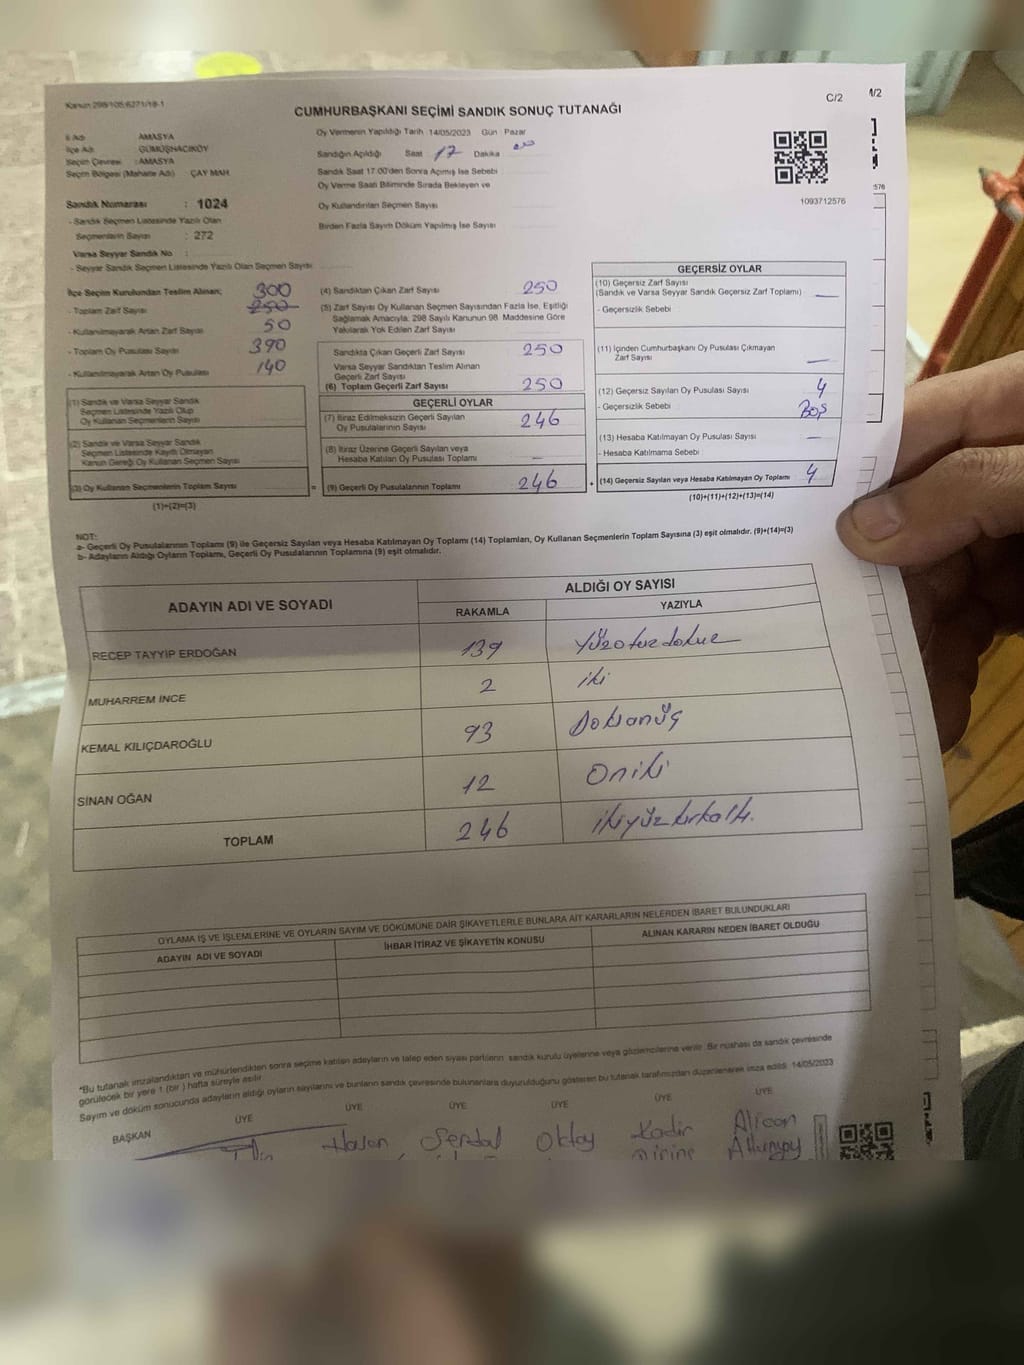 Kanun 298/105;6271/18-1
C/2
CUMHURBAŞKANI SEÇİMİ SANDIK SONUÇ TUTANAĞI
İl Adı AMASYA
İlçe Adı GÜMÜŞHACIKÖY
Seçim Çevresi : AMASYA
Seçim Bölgesi (Mahalle Adı) ÇAY MAH.
Sandık Numarası : 1024
- Sandık Seçmen Listesinde Yazılı Olan
Seçmenlerin Sayısı : 272
Varsa Seyyar Sandık No :
- Seyyar Sandık Seçmen Listesinde Yazılı Olan Seçmen Sayısı
Oy Vermenin Yapıldığı Tarih 14/05/2023 Gün Pazar
Sandığın Açıldığı Saat 17 Dakika
Sandık Saat 17:00'den Sonra Açılmış İse Sebebi
Oy Verme Saati Bitiminde Sırada Bekleyen ve
Oy Kullandırılan Seçmen Sayısı
Birden Fazla Sayım Döküm Yapılmış İse Sayısı
1093712576
İlçe Seçim Kurulundan Teslim Alınan; 300
- Toplam Zarf Sayısı 250
- Kullanılmayarak Artan Zarf Sayısı 50
- Toplam Oy Pusulası Sayısı 390
- Kullanılmayarak Artan Oy Pusulası 140
(1) Sandık ve Varsa Seyyar Sandık
Seçmen Listesinde Yazılı Olup
Oy Kullanan Seçmenlerin Sayısı
(2) Sandık ve Varsa Seyyar Sandık
Seçmen Listesinde Kayıtlı Olmayan
Kanun Gereği Oy Kullanan Seçmen Sayısı
(3) Oy Kullanan Seçmenlerin Toplam Sayısı
(1)+(2)=(3)
(4) Sandıktan Çıkan Zarf Sayısı 250
(5) Zarf Sayısı Oy Kullanan Seçmen Sayısından Fazla İse, Eşitliği
Sağlamak Amacıyla; 298 Sayılı Kanunun 98. Maddesine Göre
Yakılarak Yok Edilen Zarf Sayısı
Sandıkta Çıkan Geçerli Zarf Sayısı 250
Varsa Seyyar Sandıktan Teslim Alınan
Geçerli Zarf Sayısı
(6) Toplam Geçerli Zarf Sayısı 250
GEÇERLİ OYLAR
(7) İtiraz Edilmeksizin Geçerli Sayılan
Oy Pusulalarının Sayısı 246
(8) İtiraz Üzerine Geçerli Sayılan veya
Hesaba Katılan Oy Pusulası Toplamı –
= (9) Geçerli Oy Pusulalarının Toplamı 246
GEÇERSİZ OYLAR
(10) Geçersiz Zarf Sayısı
(Sandık ve Varsa Seyyar Sandık Geçersiz Zarf Toplamı) —
- Geçersizlik Sebebi
(11) İçinden Cumhurbaşkanı Oy Pusulası Çıkmayan
Zarf Sayısı —
(12) Geçersiz Sayılan Oy Pusulası Sayısı 4
- Geçersizlik Sebebi BOŞ
(13) Hesaba Katılmayan Oy Pusulası Sayısı –
- Hesaba Katılmama Sebebi
+ (14) Geçersiz Sayılan veya Hesaba Katılmayan Oy Toplamı 4
(10)+(11)+(12)+(13)=(14)
NOT:
a- Geçerli Oy Pusulalarının Toplamı (9) ile Geçersiz Sayılan veya Hesaba Katılmayan Oy Toplamı (14) Toplamları, Oy Kullanan Seçmenlerin Toplam Sayısına (3) eşit olmalıdır. (9)+(14)=(3)
b- Adayların Aldığı Oyların Toplamı, Geçerli Oy Pusulalarının Toplamına (9) eşit olmalıdır.
ADAYIN ADI VE SOYADI ALDIĞI OY SAYISI
RAKAMLA YAZIYLA
RECEP TAYYİP ERDOĞAN 139 Yüzotuzdokuz
MUHARREM İNCE 2 iki
KEMAL KILIÇDAROĞLU 93 Doksanüç
SİNAN OĞAN 12 Oniki
TOPLAM 246 ikiyüzkırkaltı.
OYLAMA İŞ VE İŞLEMLERİNE VE OYLARIN SAYIM VE DÖKÜMÜNE DAİR ŞİKAYETLERLE BUNLARA AİT KARARLARIN NELERDEN İBARET BULUNDUKLARI
ADAYIN ADI VE SOYADI İHBAR İTİRAZ VE ŞİKAYETİN KONUSU ALINAN KARARIN NEDEN İBARET OLDUĞU
*Bu tutanak imzalandıktan ve mühürlendikten sonra seçime katılan adayların ve talep eden siyasi partilerin sandık kurulu üyelerine veya gözlemcilerine verilir. Bir nüshası da sandık çevresinde
görülecek bir yere 1 (bir) hafta süreyle asılır.
Sayım ve döküm sonucunda adayların aldığı oyların sayılarını ve bunların sandık çevresinde bulunanlara duyurulduğunu gösteren bu tutanak tarafımızdan düzenlenerek imza edildi. 14/05/2023
BAŞKAN ÜYE ÜYE ÜYE ÜYE ÜYE ÜYE
Hasan Serdal Oktay Kadir Alican